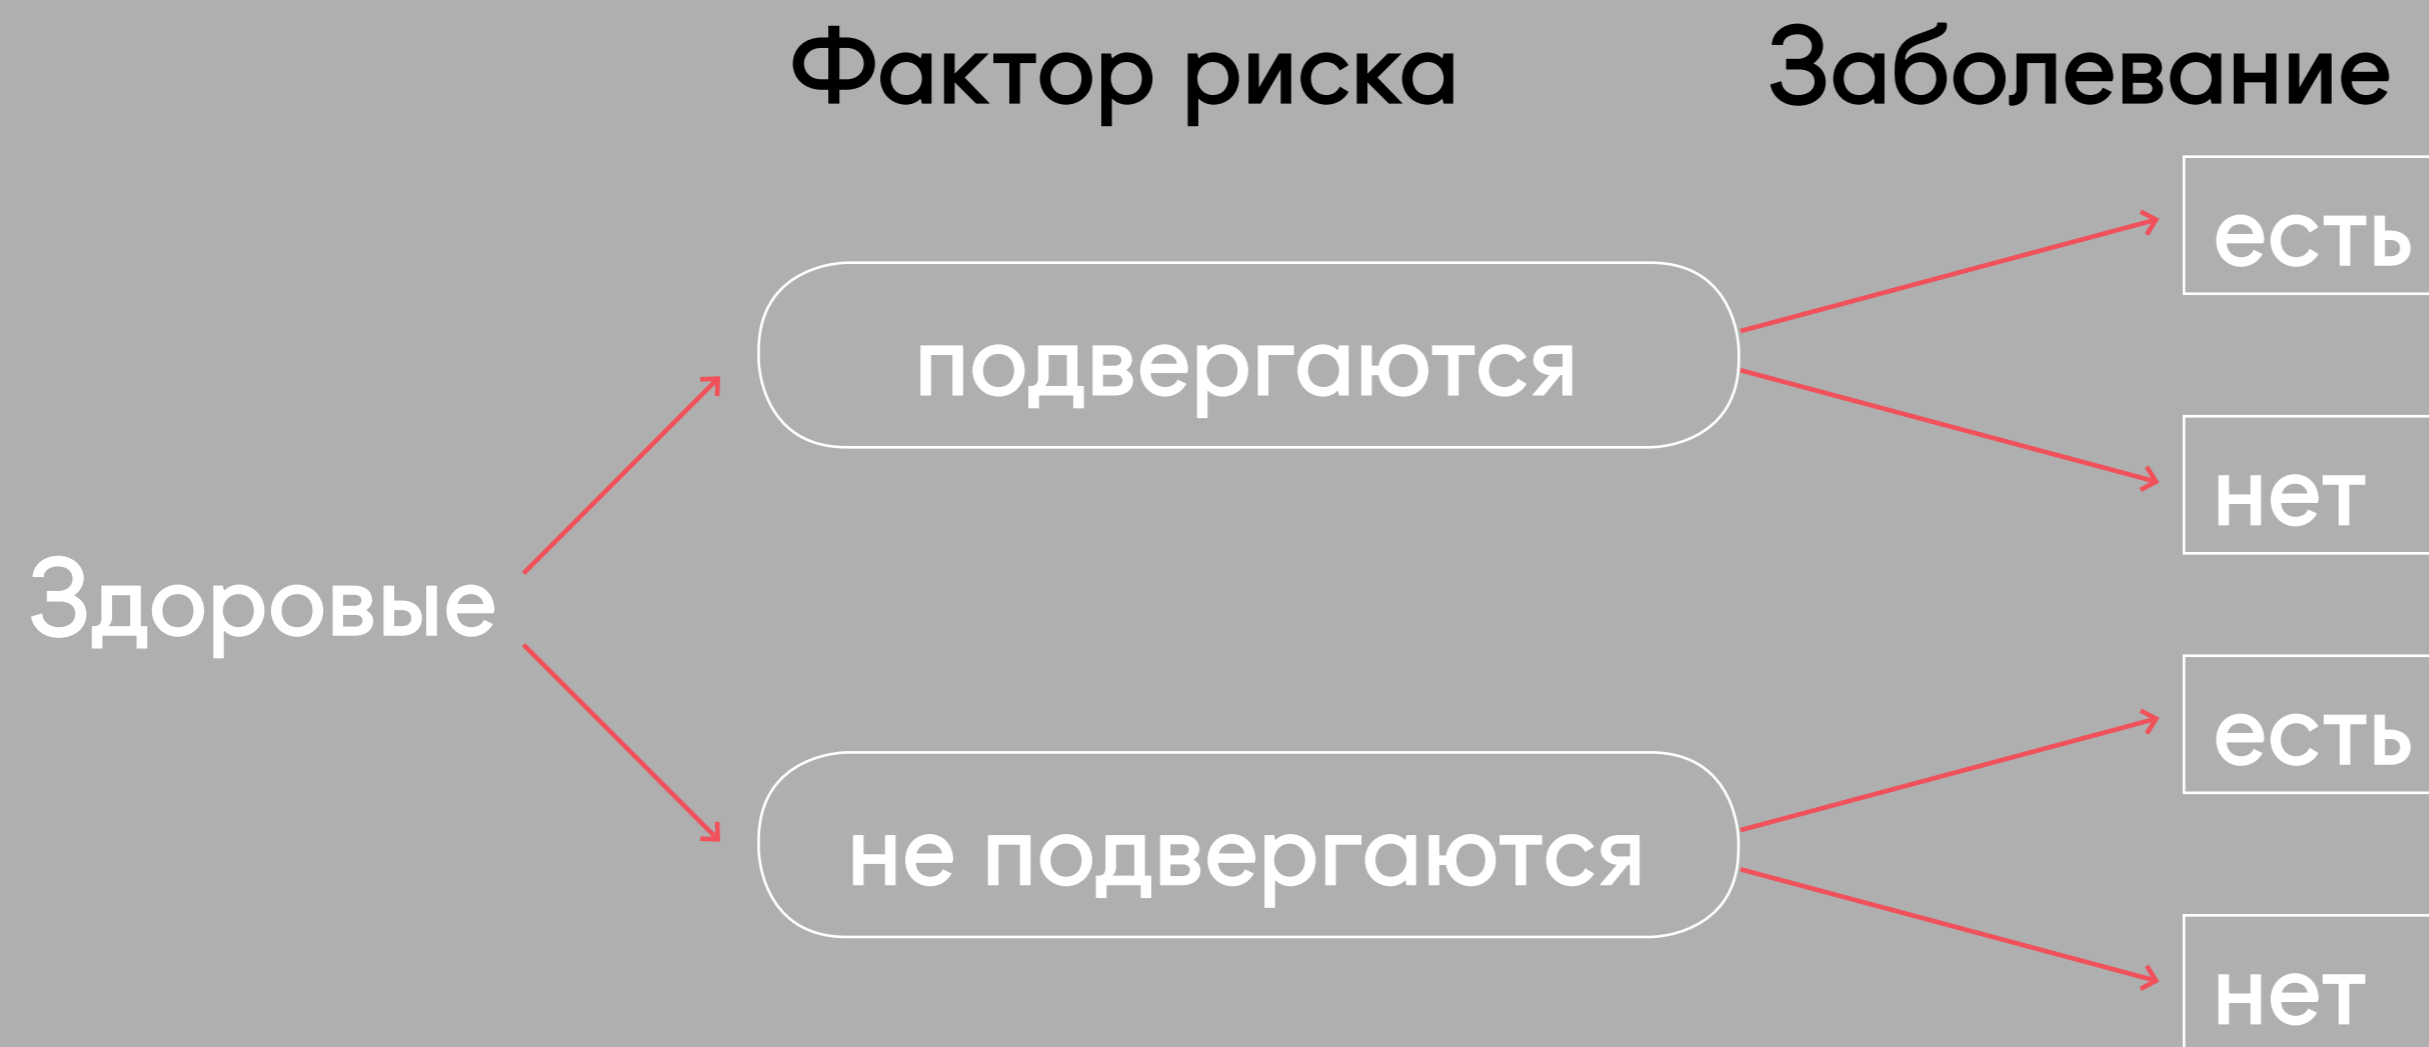 Фактор риска
Заболевание
есть
подвергаются
нет
Здоровые
есть
не подвергаются
нет